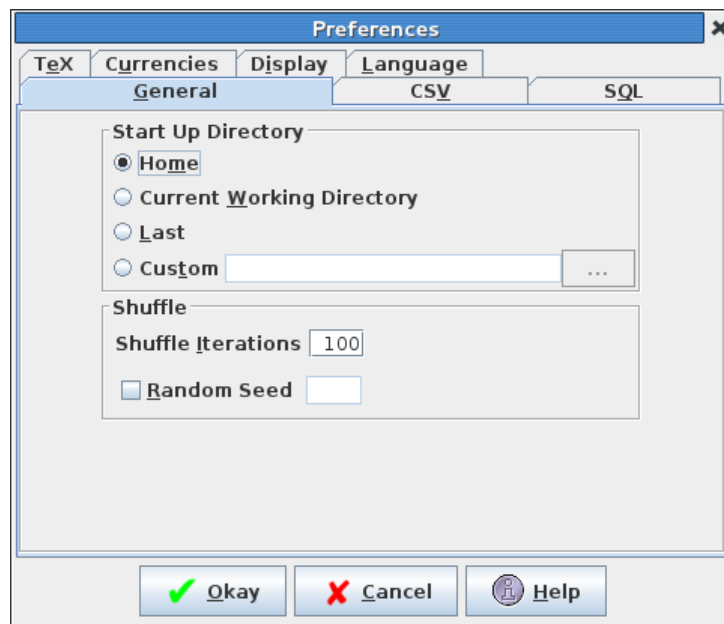 Preferences
TeX Currencies Display Language
General CSV SQL
Start Up Directory
Home
Current Working Directory
Last
Custom ...
Shuffle
Shuffle Iterations 100
Random Seed
Okay Cancel Help